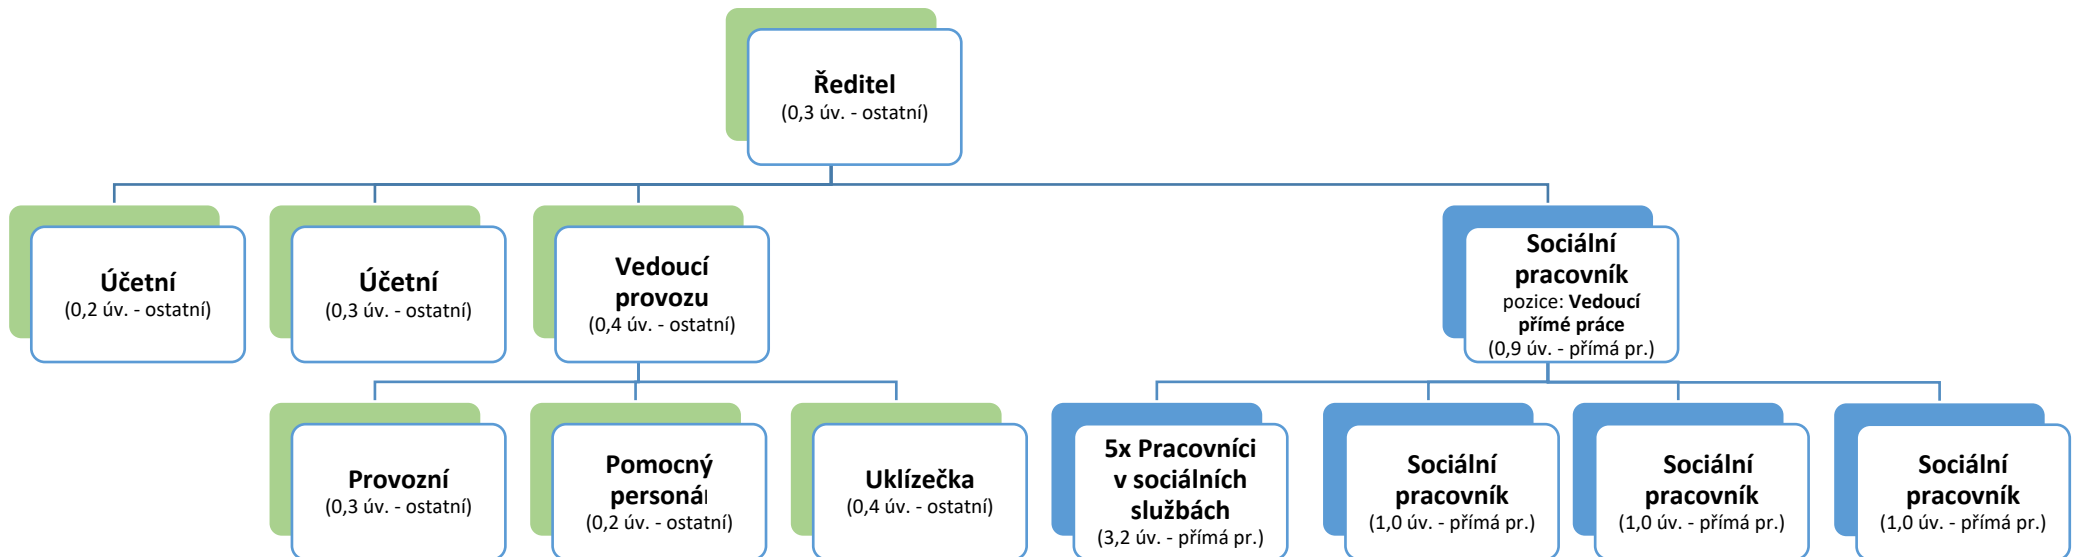 Ředitel
(0,3 úv. - ostatní)
Účetní
(0,2 úv. - ostatní)
Účetní
(0,3 úv. - ostatní)
Vedoucí
provozu
(0,4 úv. - ostatní)
Sociální
pracovník
pozice: Vedoucí
přímé práce
(0,9 úv. - přímá pr.)
Provozní
(0,3 úv. - ostatní)
Pomocný
personál
(0,2 úv. - ostatní)
Uklízečka
(0,4 úv. - ostatní)
5x Pracovníci
v sociálních
službách
(3,2 úv. - přímá pr.)
Sociální
pracovník
(1,0 úv. - přímá pr.)
Sociální
pracovník
(1,0 úv. - přímá pr.)
Sociální
pracovník
(1,0 úv. - přímá pr.)